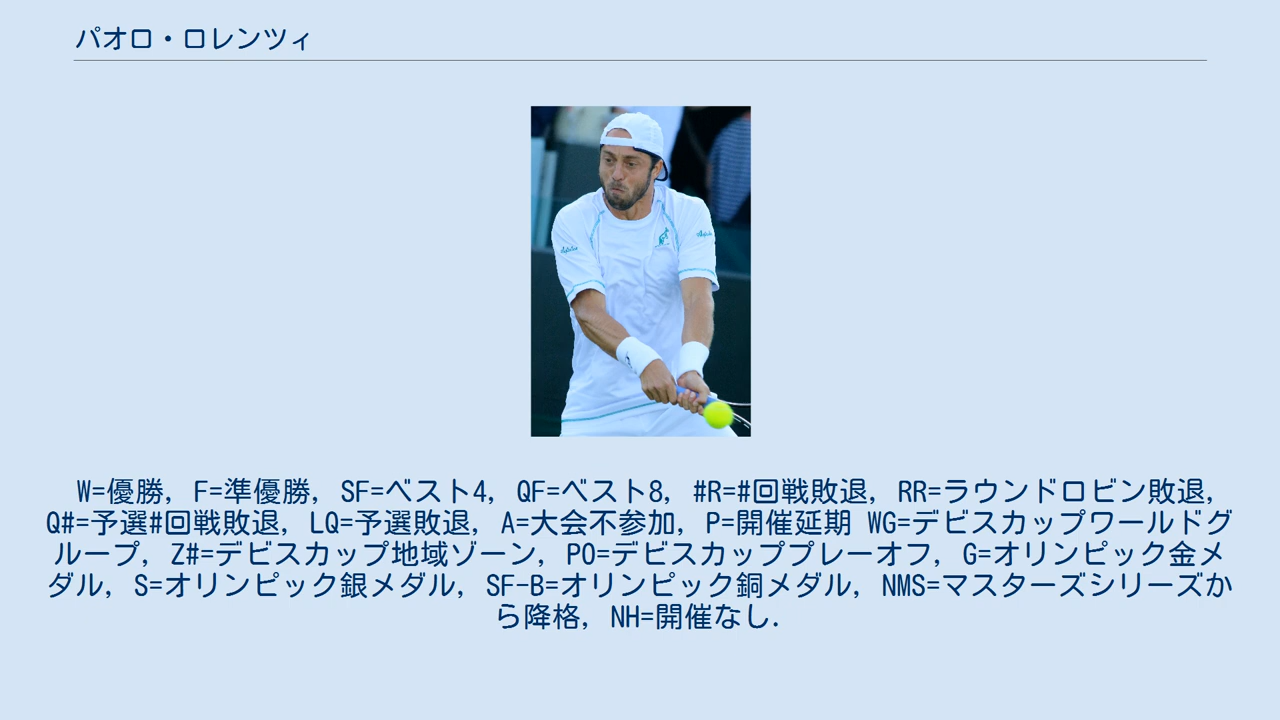 パオロ・ロレンツィ
W=優勝, F=準優勝, SF=ベスト4, QF=ベスト8, #R=#回戦敗退, RR=ラウンドロビン敗退,
Q#=予選#回戦敗退, LQ=予選敗退, A=大会不参加, P=開催延期 WG=デビスカップワールドグ
ループ, Z#=デビスカップ地域ゾーン, PO=デビスカッププレーオフ, G=オリンピック金メ
ダル, S=オリンピック銀メダル, SF-B=オリンピック銅メダル, NMS=マスターズシリーズか
ら降格, NH=開催なし.